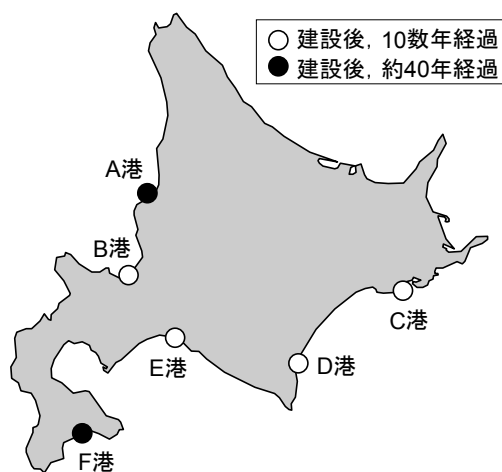 ○ 建設後，10数年経過
● 建設後，約40年経過
A港
B港
C港
E港
D港
F港